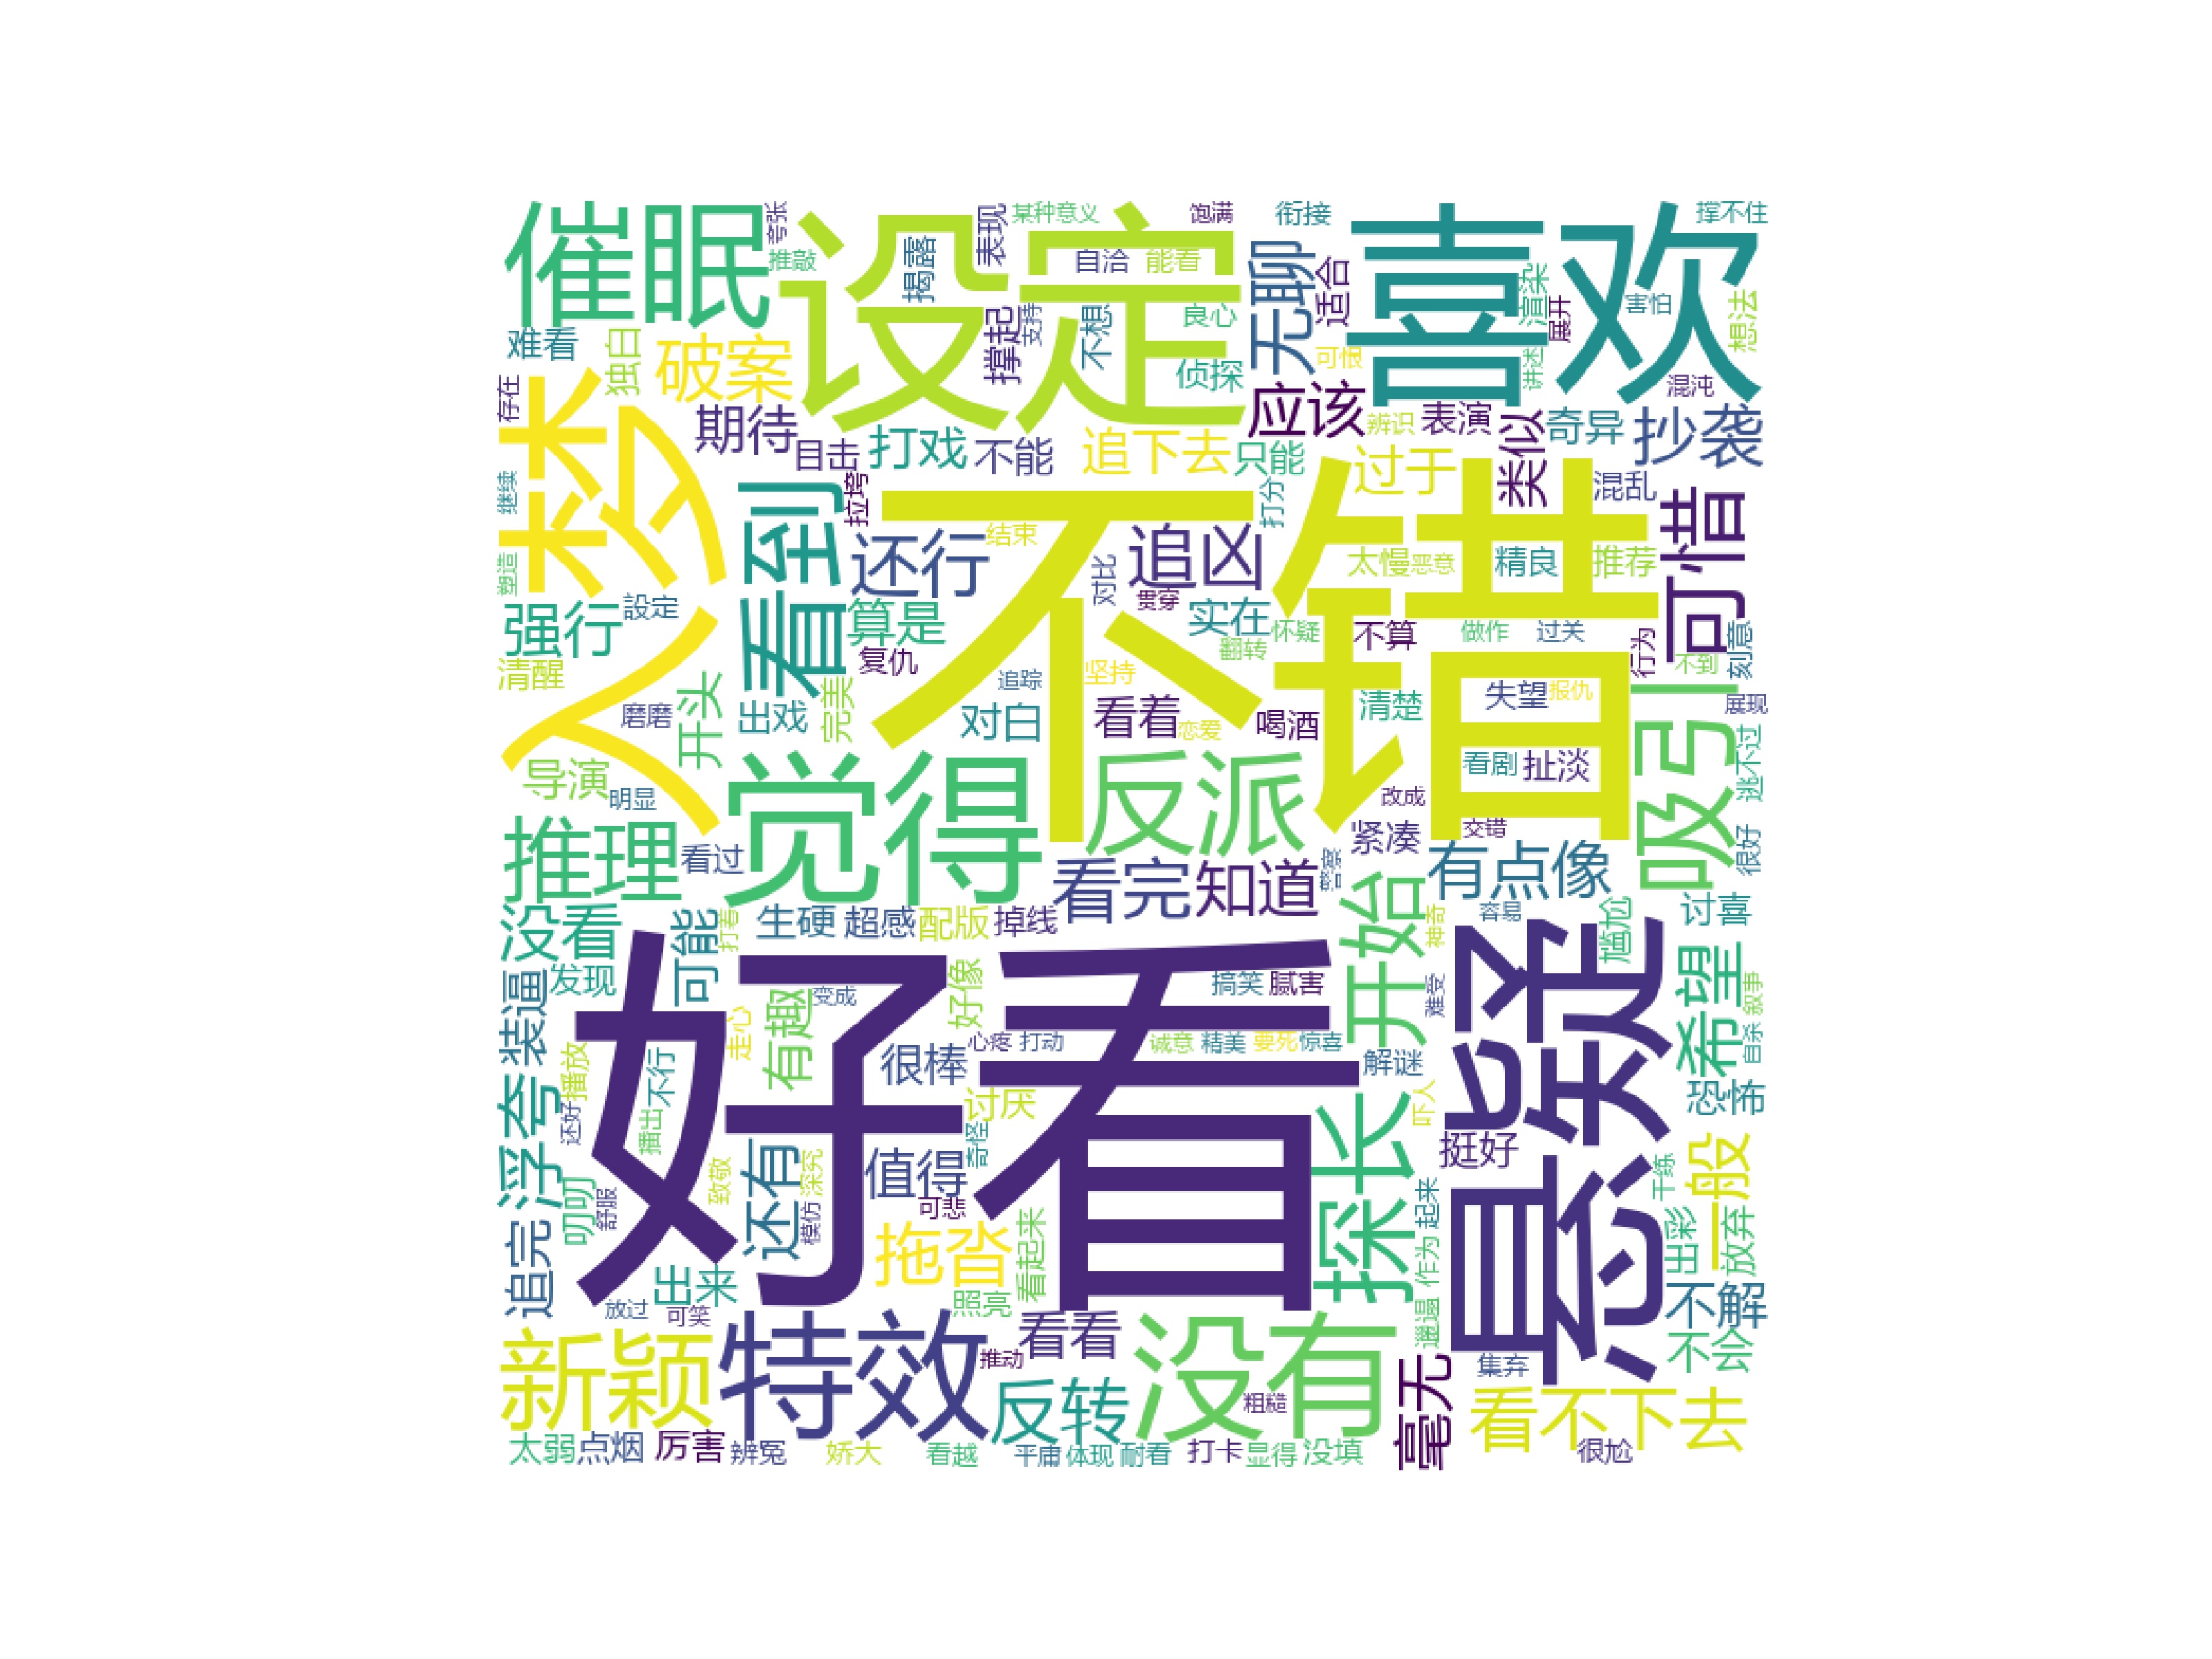 催眠
夸张
设定
表现
某种意义
饱满
衔接
喜欢
撑不住
推敲
揭露
自洽
能看
无聊
适合
渲染
害怕
想法
难看
独白
破案
撑起
支持
不想
良心
侦探
可恨
讲述
展开
混沌
存在
入梦
期待
目击
打戏
不能
追下去
只能
应该
辨识
表演
类似
奇异
抄袭
继续
看到
拉垮
不错
打分
过于
混乱
可惜
塑造
还行
结束
对比
追凶
太慢
恶意
精良
推荐
强行
設定
算是
贯穿
实在
怀疑
不算
做作
过关
行为
刻意
清醒
复仇
追踪
坚持
翻转
不到
磨磨
开头
出戏
完美
对白
看着
恋爱
喝酒
清楚
失望
报仇
吸引
展现
导演
明显
觉得
反派
改成
看剧
扯淡
逃不过
推理
看过
看完
知道
警察
紧凑
交错
有点像
很好
没看
可能
打着
生硬
超感
配版
掉线
开始
神奇
容易
尴尬
讨喜
发现
装逼
变成
好看
好像
搞笑
腻害
难受
悬疑
希望
叙事
播放
不行
走心
有趣
很棒
心疼
打动
诚意
精美
要死
惊喜
解谜
自杀
恐怖
浮夸
还好
播出
讨厌
吓人
探长
挺好
一般
叨叨
舒服
致敬
还有
深究
模仿
值得
奇怪
可悲
干练
追完
出来
拖沓
看起来
起来
作为
出彩
放弃
放过
可笑
照亮
邋遢
不解
新颖
特效
推动
看看
没有
毫无
集弃
不会
反转
粗糙
看不下去
太弱
点烟
厉害
辨冤
娇大
看越
平庸
体现
耐看
打卡
显得
没填
很尬